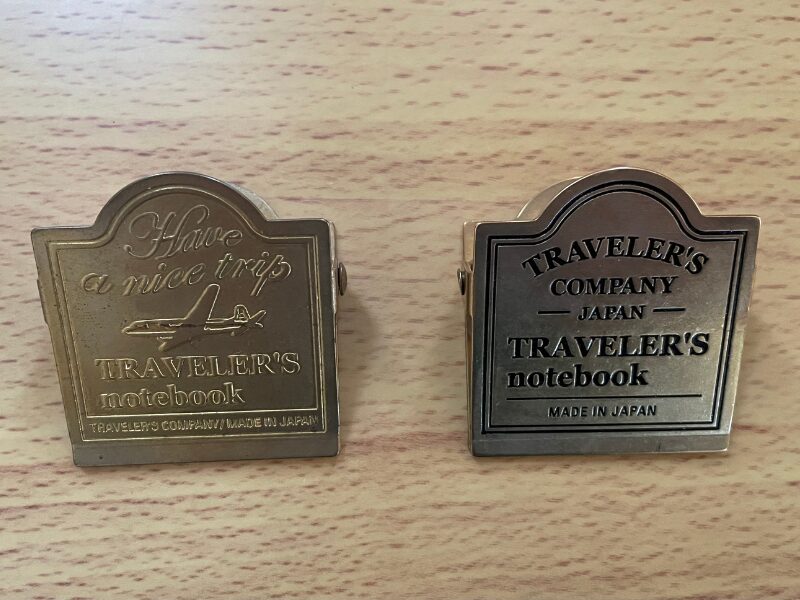 Have
a nice trip
TRAVELER'S
notebook
TRAVELER'S COMPANY/MADE IN JAPAN
TRAVELER'S
COMPANY
JAPAN
TRAVELER'S
notebook
MADE IN JAPAN